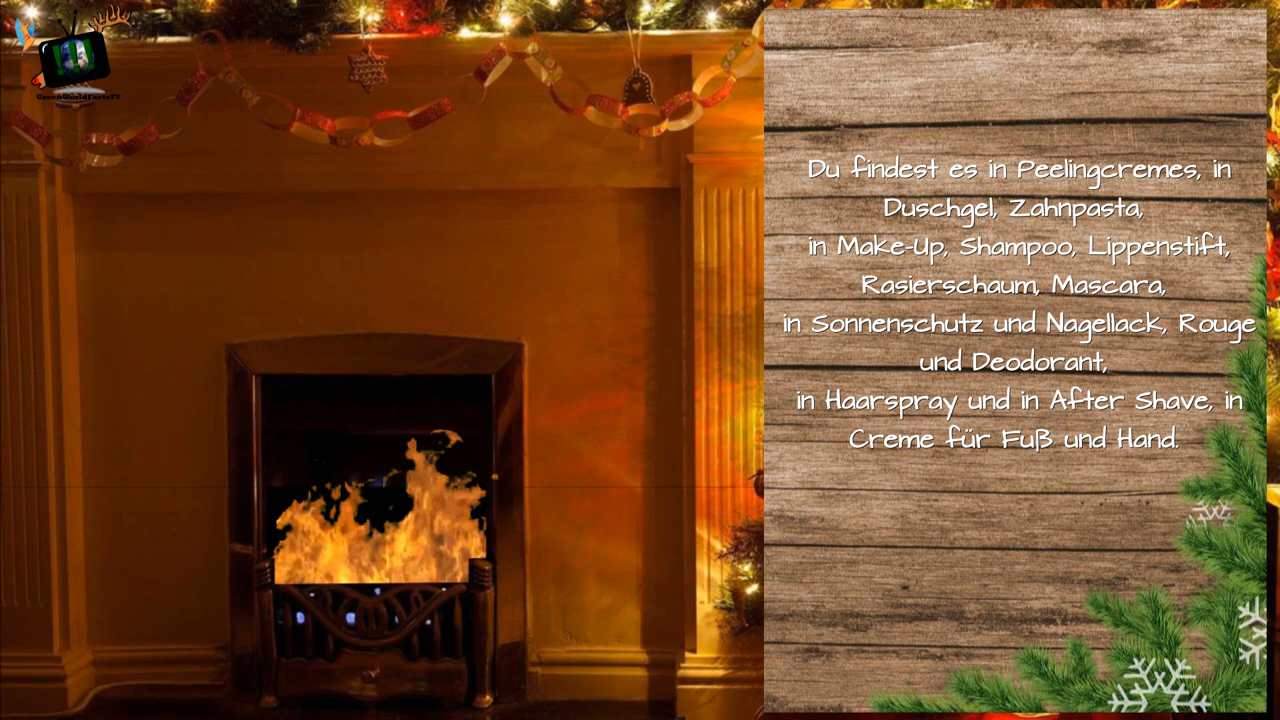 GreenWorldFactsTV
Du findest es in Peelingcremes, in
Duschgel, Zahnpasta,
in Make-Up, Shampoo, Lippenstift,
Rasierschaum, Mascara,
in Sonnenschutz und Nagellack, Rouge
und Deodorant,
in Haarspray und in After Shave, in
Creme für Fuß und Hand.